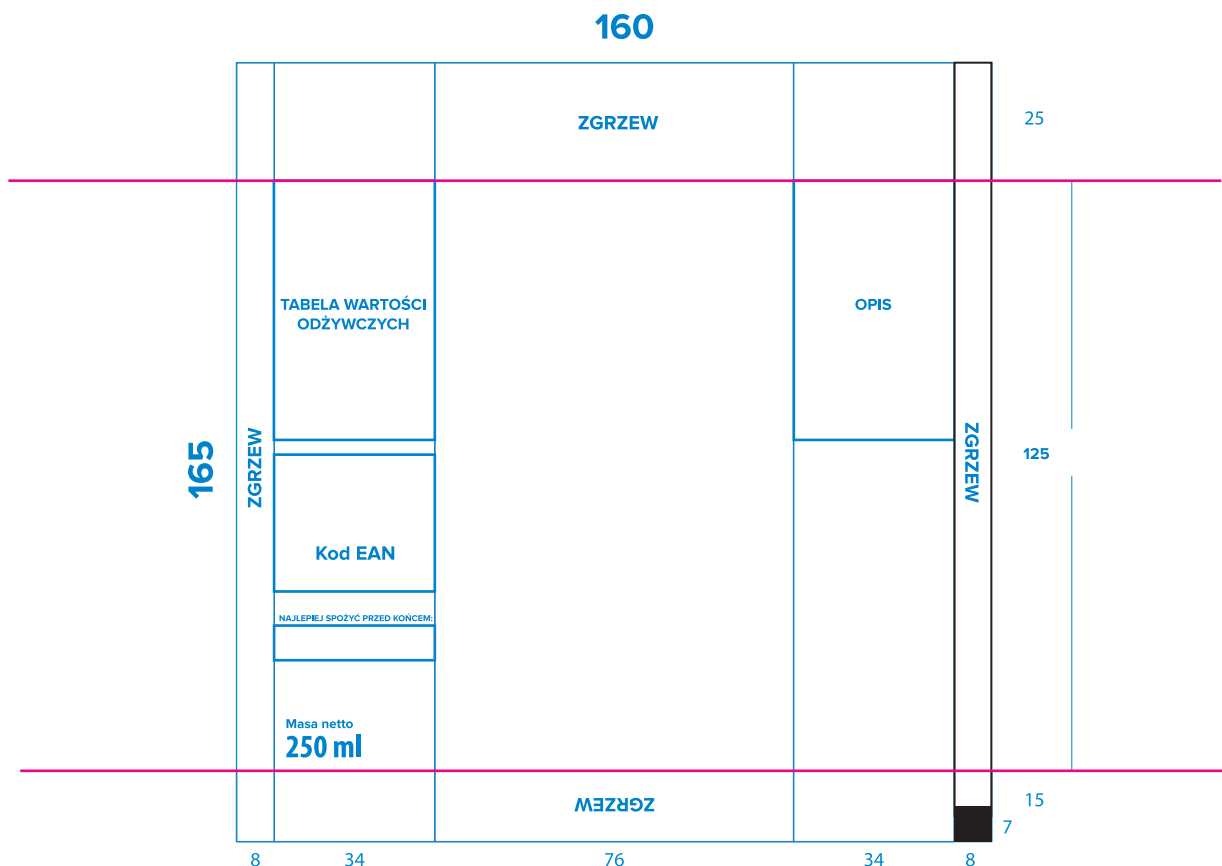 160
ZGRZEW
25
TABELA WARTOŚCI
ODŻYWCZYCH
OPIS
165
ZGRZEW
ZGRZEW
125
Kod EAN
NAJLEPIEJ SPOŻYĆ PRZED KOŃCEM:
Masa netto
250 ml
ZGRZEW
15
7
8
34
76
34
8